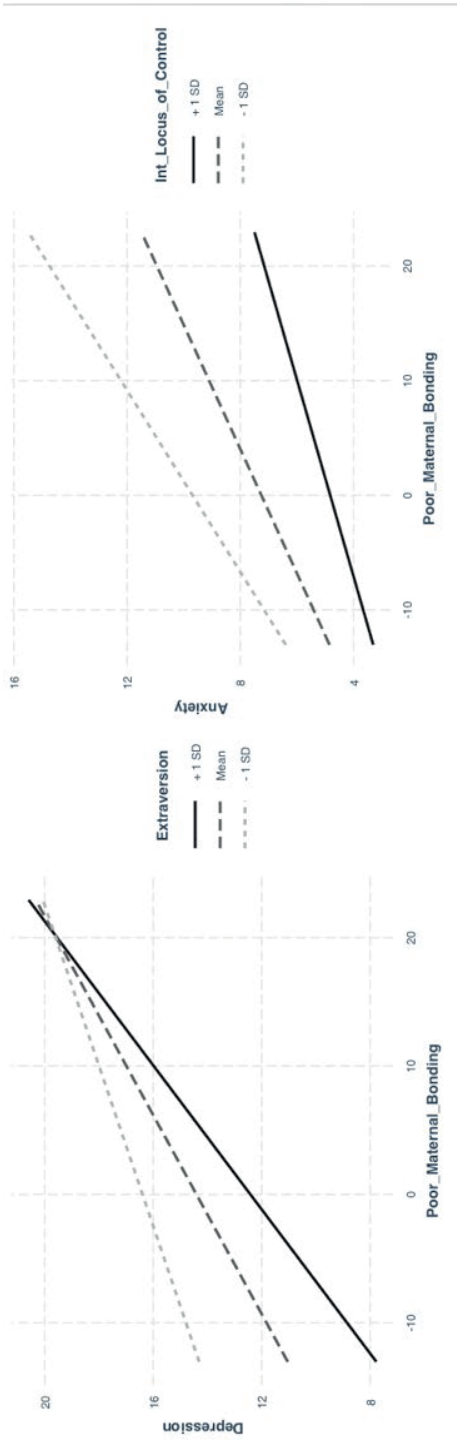 Depression
20
16
12
8
-10
0
10
20
Poor_Maternal_Bonding
Extraversion
+ 1 SD
Mean
- 1 SD
Anxiety
16
12
8
4
-10
0
10
20
Poor_Maternal_Bonding
Int_Locus_of_Control
+ 1 SD
Mean
- 1 SD